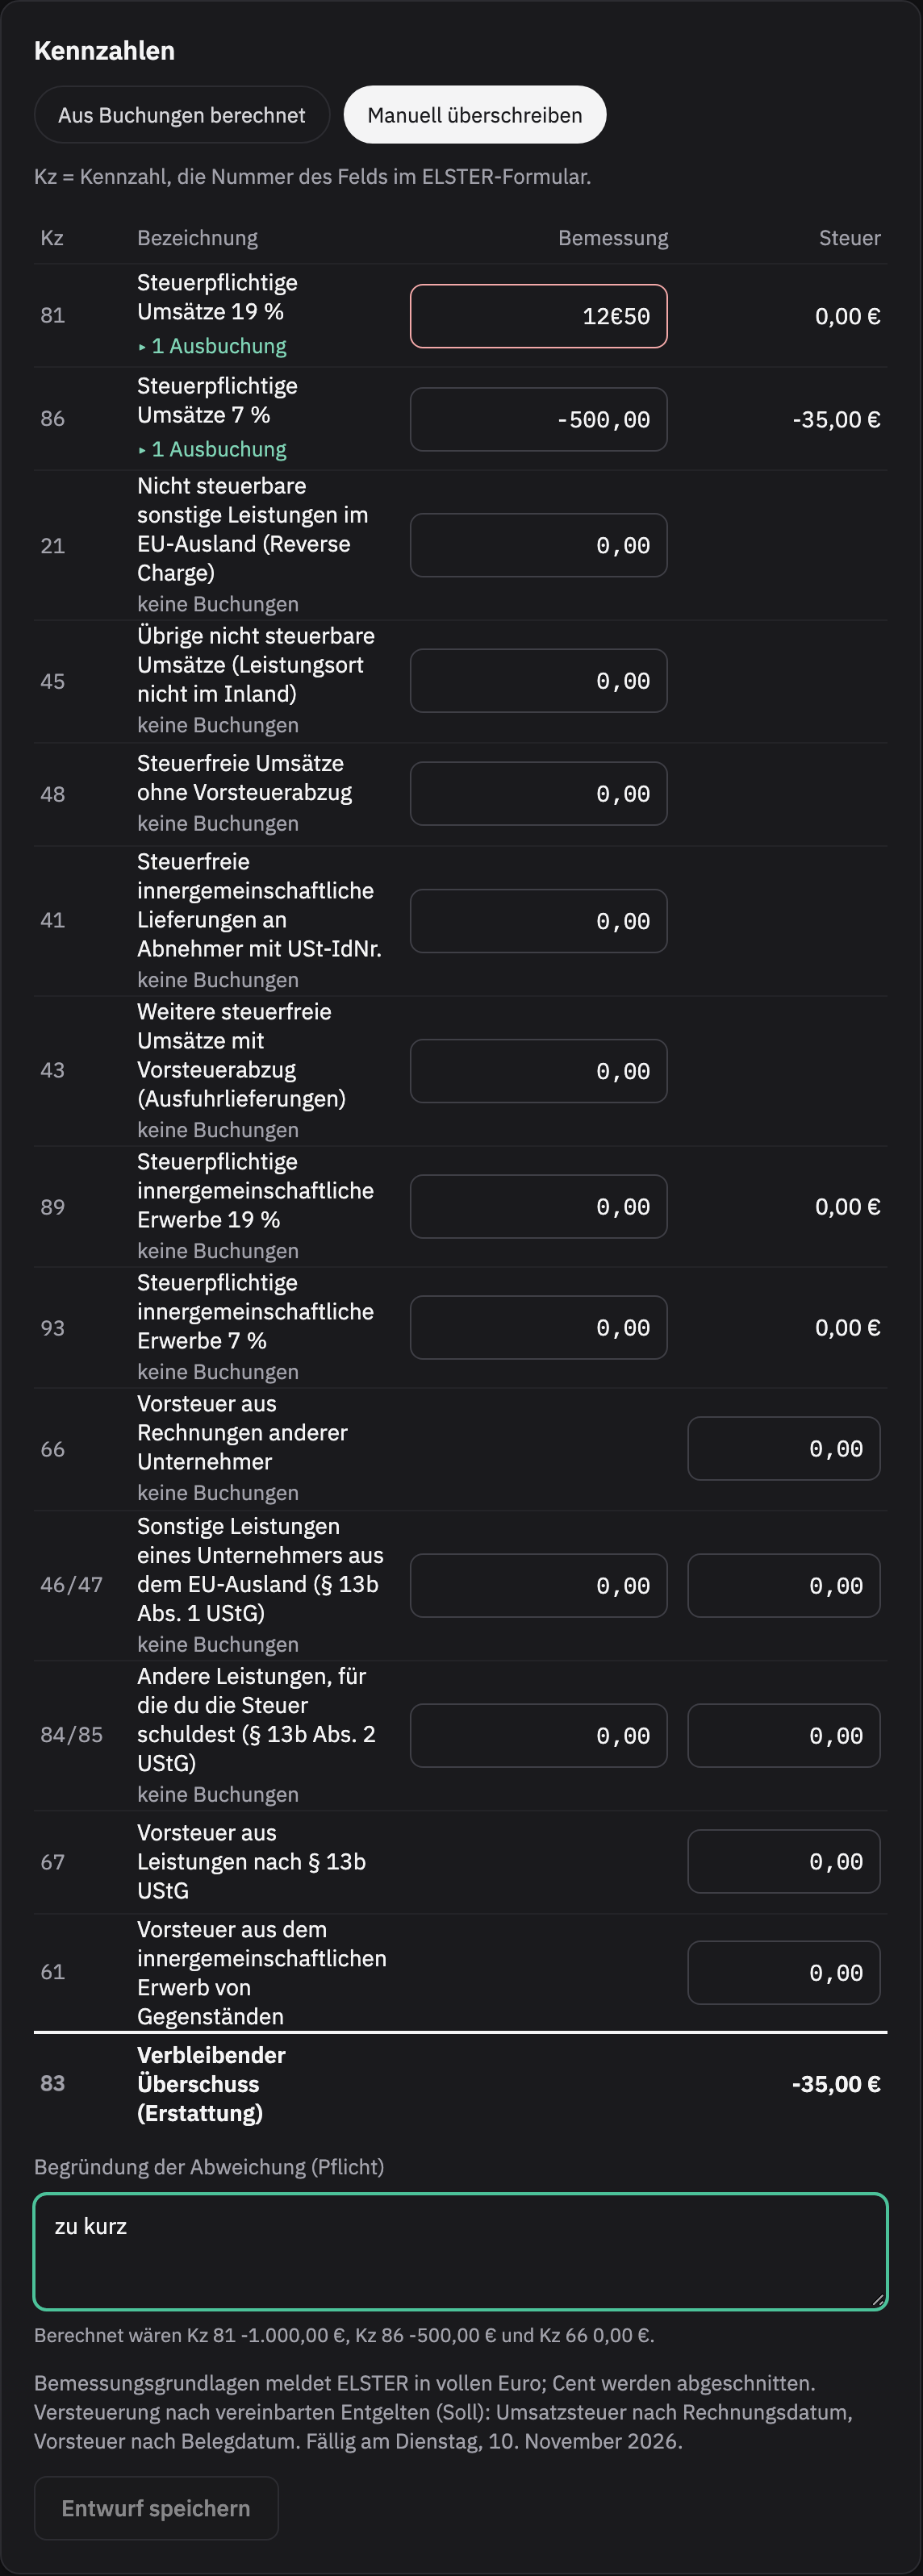 Kennzahlen
Aus Buchungen berechnet Manuell überschreiben
Kz = Kennzahl, die Nummer des Felds im ELSTER-Formular.
Kz Bezeichnung Bemessung Steuer
81 Steuerpflichtige
Umsätze 19 % 12€50 0,00 €
▸ 1 Ausbuchung
86 Steuerpflichtige
Umsätze 7 % -500,00 -35,00 €
▸ 1 Ausbuchung
Nicht steuerbare
sonstige Leistungen im
21 EU-Ausland (Reverse 0,00
Charge)
keine Buchungen
Übrige nicht steuerbare
45 Umsätze (Leistungsort 0,00
nicht im Inland)
keine Buchungen
Steuerfreie Umsätze
48 ohne Vorsteuerabzug 0,00
keine Buchungen
Steuerfreie
innergemeinschaftliche
41 Lieferungen an 0,00
Abnehmer mit USt-IdNr.
keine Buchungen
Weitere steuerfreie
Umsätze mit
43 Vorsteuerabzug 0,00
(Ausfuhrlieferungen)
keine Buchungen
Steuerpflichtige
innergemeinschaftliche
89 Erwerbe 19 % 0,00 0,00 €
keine Buchungen
Steuerpflichtige
innergemeinschaftliche
93 Erwerbe 7 % 0,00 0,00 €
keine Buchungen
Vorsteuer aus
Rechnungen anderer
66 Unternehmer 0,00
keine Buchungen
Sonstige Leistungen
eines Unternehmers aus
46/47 dem EU-Ausland (§ 13b 0,00 0,00
Abs. 1 UStG)
keine Buchungen
Andere Leistungen, für
die du die Steuer
84/85 schuldest (§ 13b Abs. 2 0,00 0,00
UStG)
keine Buchungen
Vorsteuer aus
67 Leistungen nach § 13b 0,00
UStG
Vorsteuer aus dem
innergemeinschaftlichen
61 Erwerb von 0,00
Gegenständen
Verbleibender
83 Überschuss -35,00 €
(Erstattung)
Begründung der Abweichung (Pflicht)
zu kurz
Berechnet wären Kz 81 -1.000,00 €, Kz 86 -500,00 € und Kz 66 0,00 €.
Bemessungsgrundlagen meldet ELSTER in vollen Euro; Cent werden abgeschnitten.
Versteuerung nach vereinbarten Entgelten (Soll): Umsatzsteuer nach Rechnungsdatum,
Vorsteuer nach Belegdatum. Fällig am Dienstag, 10. November 2026.
Entwurf speichern